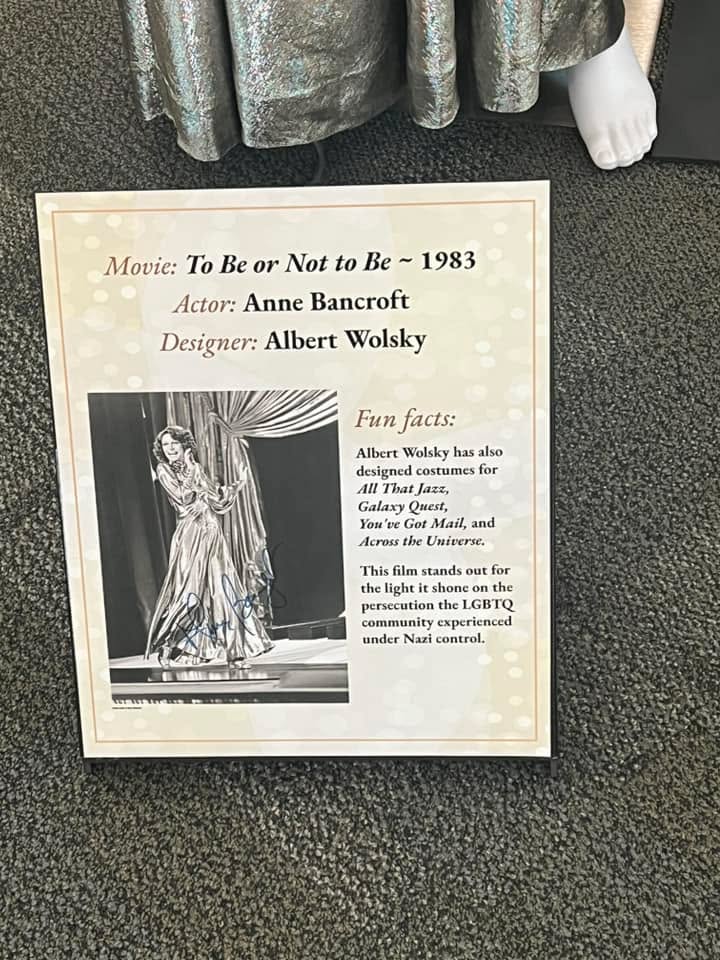 Movie: To Be or Not to Be ~ 1983
Actor: Anne Bancroft
Designer: Albert Wolsky
Fun facts:
Albert Wolsky has also
designed costumes for
All That Jazz,
Galaxy Quest,
You've Got Mail, and
Across the Universe.
This film stands out for
the light it shone on the
persecution the LGBTQ
community experienced
under Nazi control.